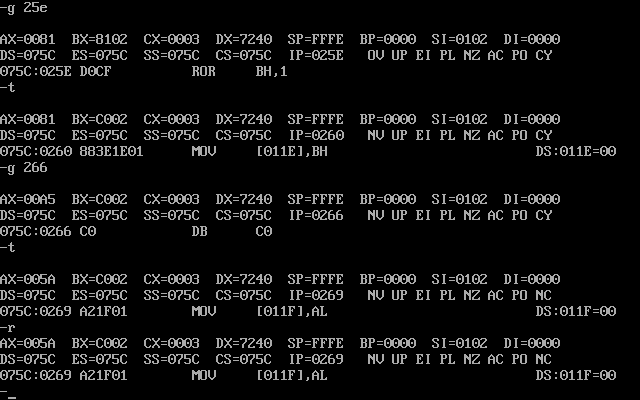 -g 25e
AX=0081 BX=8102 CX=0003 DX=7240 SP=FFFE BP=0000 SI=0102 DI=0000
DS=075C ES=075C SS=075C CS=075C IP=025E OV UP EI PL NZ AC PO CY
075C:025E D0CF ROR BH,1
-t
AX=0081 BX=C002 CX=0003 DX=7240 SP=FFFE BP=0000 SI=0102 DI=0000
DS=075C ES=075C SS=075C CS=075C IP=0260 NV UP EI PL NZ AC PO CY
075C:0260 883E1E01 MOV [011E],BH DS:011E=00
-g 266
AX=00A5 BX=C002 CX=0003 DX=7240 SP=FFFE BP=0000 SI=0102 DI=0000
DS=075C ES=075C SS=075C CS=075C IP=0266 NV UP EI PL NZ AC PO CY
075C:0266 C0 DB C0
-t
AX=005A BX=C002 CX=0003 DX=7240 SP=FFFE BP=0000 SI=0102 DI=0000
DS=075C ES=075C SS=075C CS=075C IP=0269 NV UP EI PL NZ AC PO NC
075C:0269 A21F01 MOV [011F],AL DS:011F=00
-r
AX=005A BX=C002 CX=0003 DX=7240 SP=FFFE BP=0000 SI=0102 DI=0000
DS=075C ES=075C SS=075C CS=075C IP=0269 NV UP EI PL NZ AC PO NC
075C:0269 A21F01 MOV [011F],AL DS:011F=00
-_